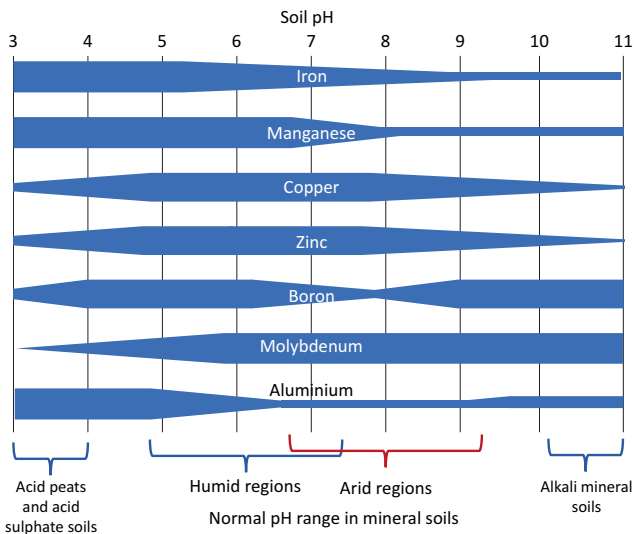 Soil pH
3 4 5 6 7 8 9 10 11
Iron
Manganese
Copper
Zinc
Boron
Molybdenum
Aluminium
Acid peats
and acid
sulphate soils
Humid regions
Arid regions
Alkali mineral
soils
Normal pH range in mineral soils